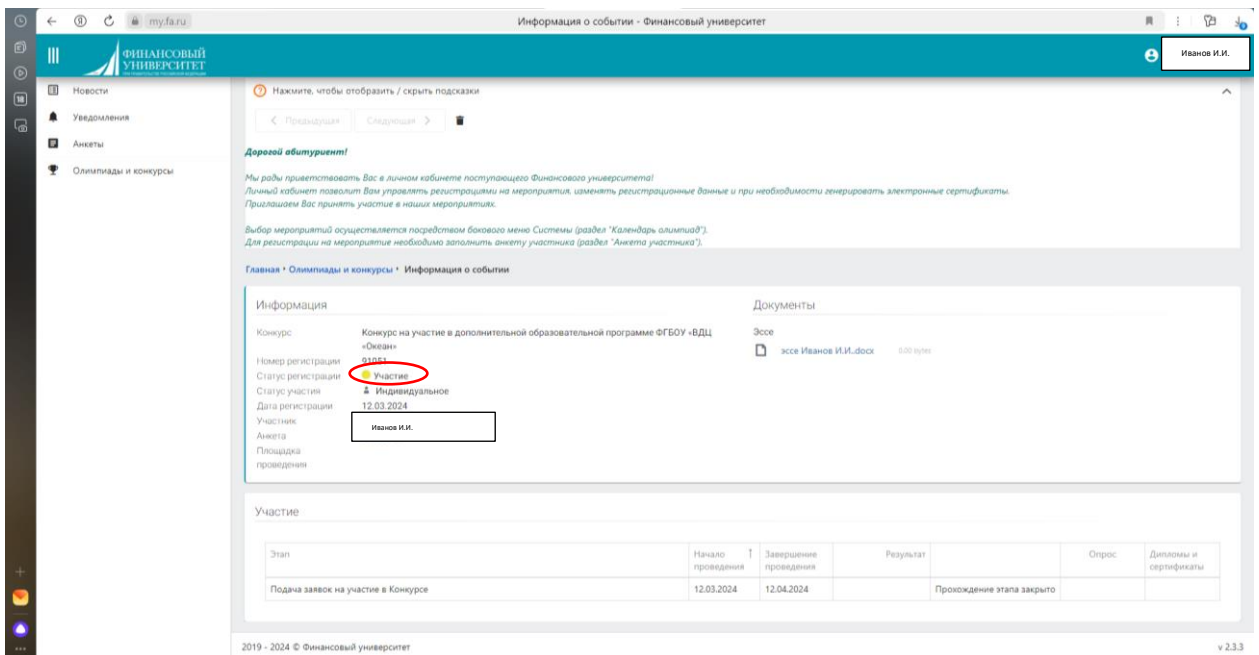 my.fa.ru
Информация о событии - Финансовый университет
ФИНАНСОВЫЙ
УНИВЕРСИТЕТ
Иванов И.И.
18
Новости
Уведомления
Анкеты
Олимпиады и конкурсы
Нажмите, чтобы отобразить / скрыть подсказки
Предыдущая
Следующая
Дорогой абитуриент!
Мы рады приветствовать Вас в личном кабинете поступающего Финансового университета!
Личный кабинет позволит Вам управлять регистрациями на мероприятия, изменять регистрационные данные и при необходимости генерировать электронные сертификаты.
Приглашаем Вас принять участие в наших мероприятиях.
Выбор мероприятий осуществляется посредством бокового меню Системы (раздел "Календарь олимпиад").
Для регистрации на мероприятие необходимо заполнить анкету участника (раздел "Анкета участника").
Главная • Олимпиады и конкурсы • Информация о событии
Информация
Конкурс Конкурс на участие в дополнительной образовательной программе ФГБОУ «ВДЦ
«Океан»
Номер регистрации 91051
Статус регистрации Участие
Статус участия Индивидуальное
Дата регистрации 12.03.2024
Участник
Иванов И.И.
Анкета
Площадка
проведения
Документы
Эссе
эссе Иванов И.И..docx
Участие
Этап Начало ↑ Завершение Результат Опрос Дипломы и
проведения проведения сертификаты
Подача заявок на участие в Конкурсе 12.03.2024 12.04.2024 Прохождение этапа закрыто
2019 - 2024 © Финансовый университет
v 2.3.3